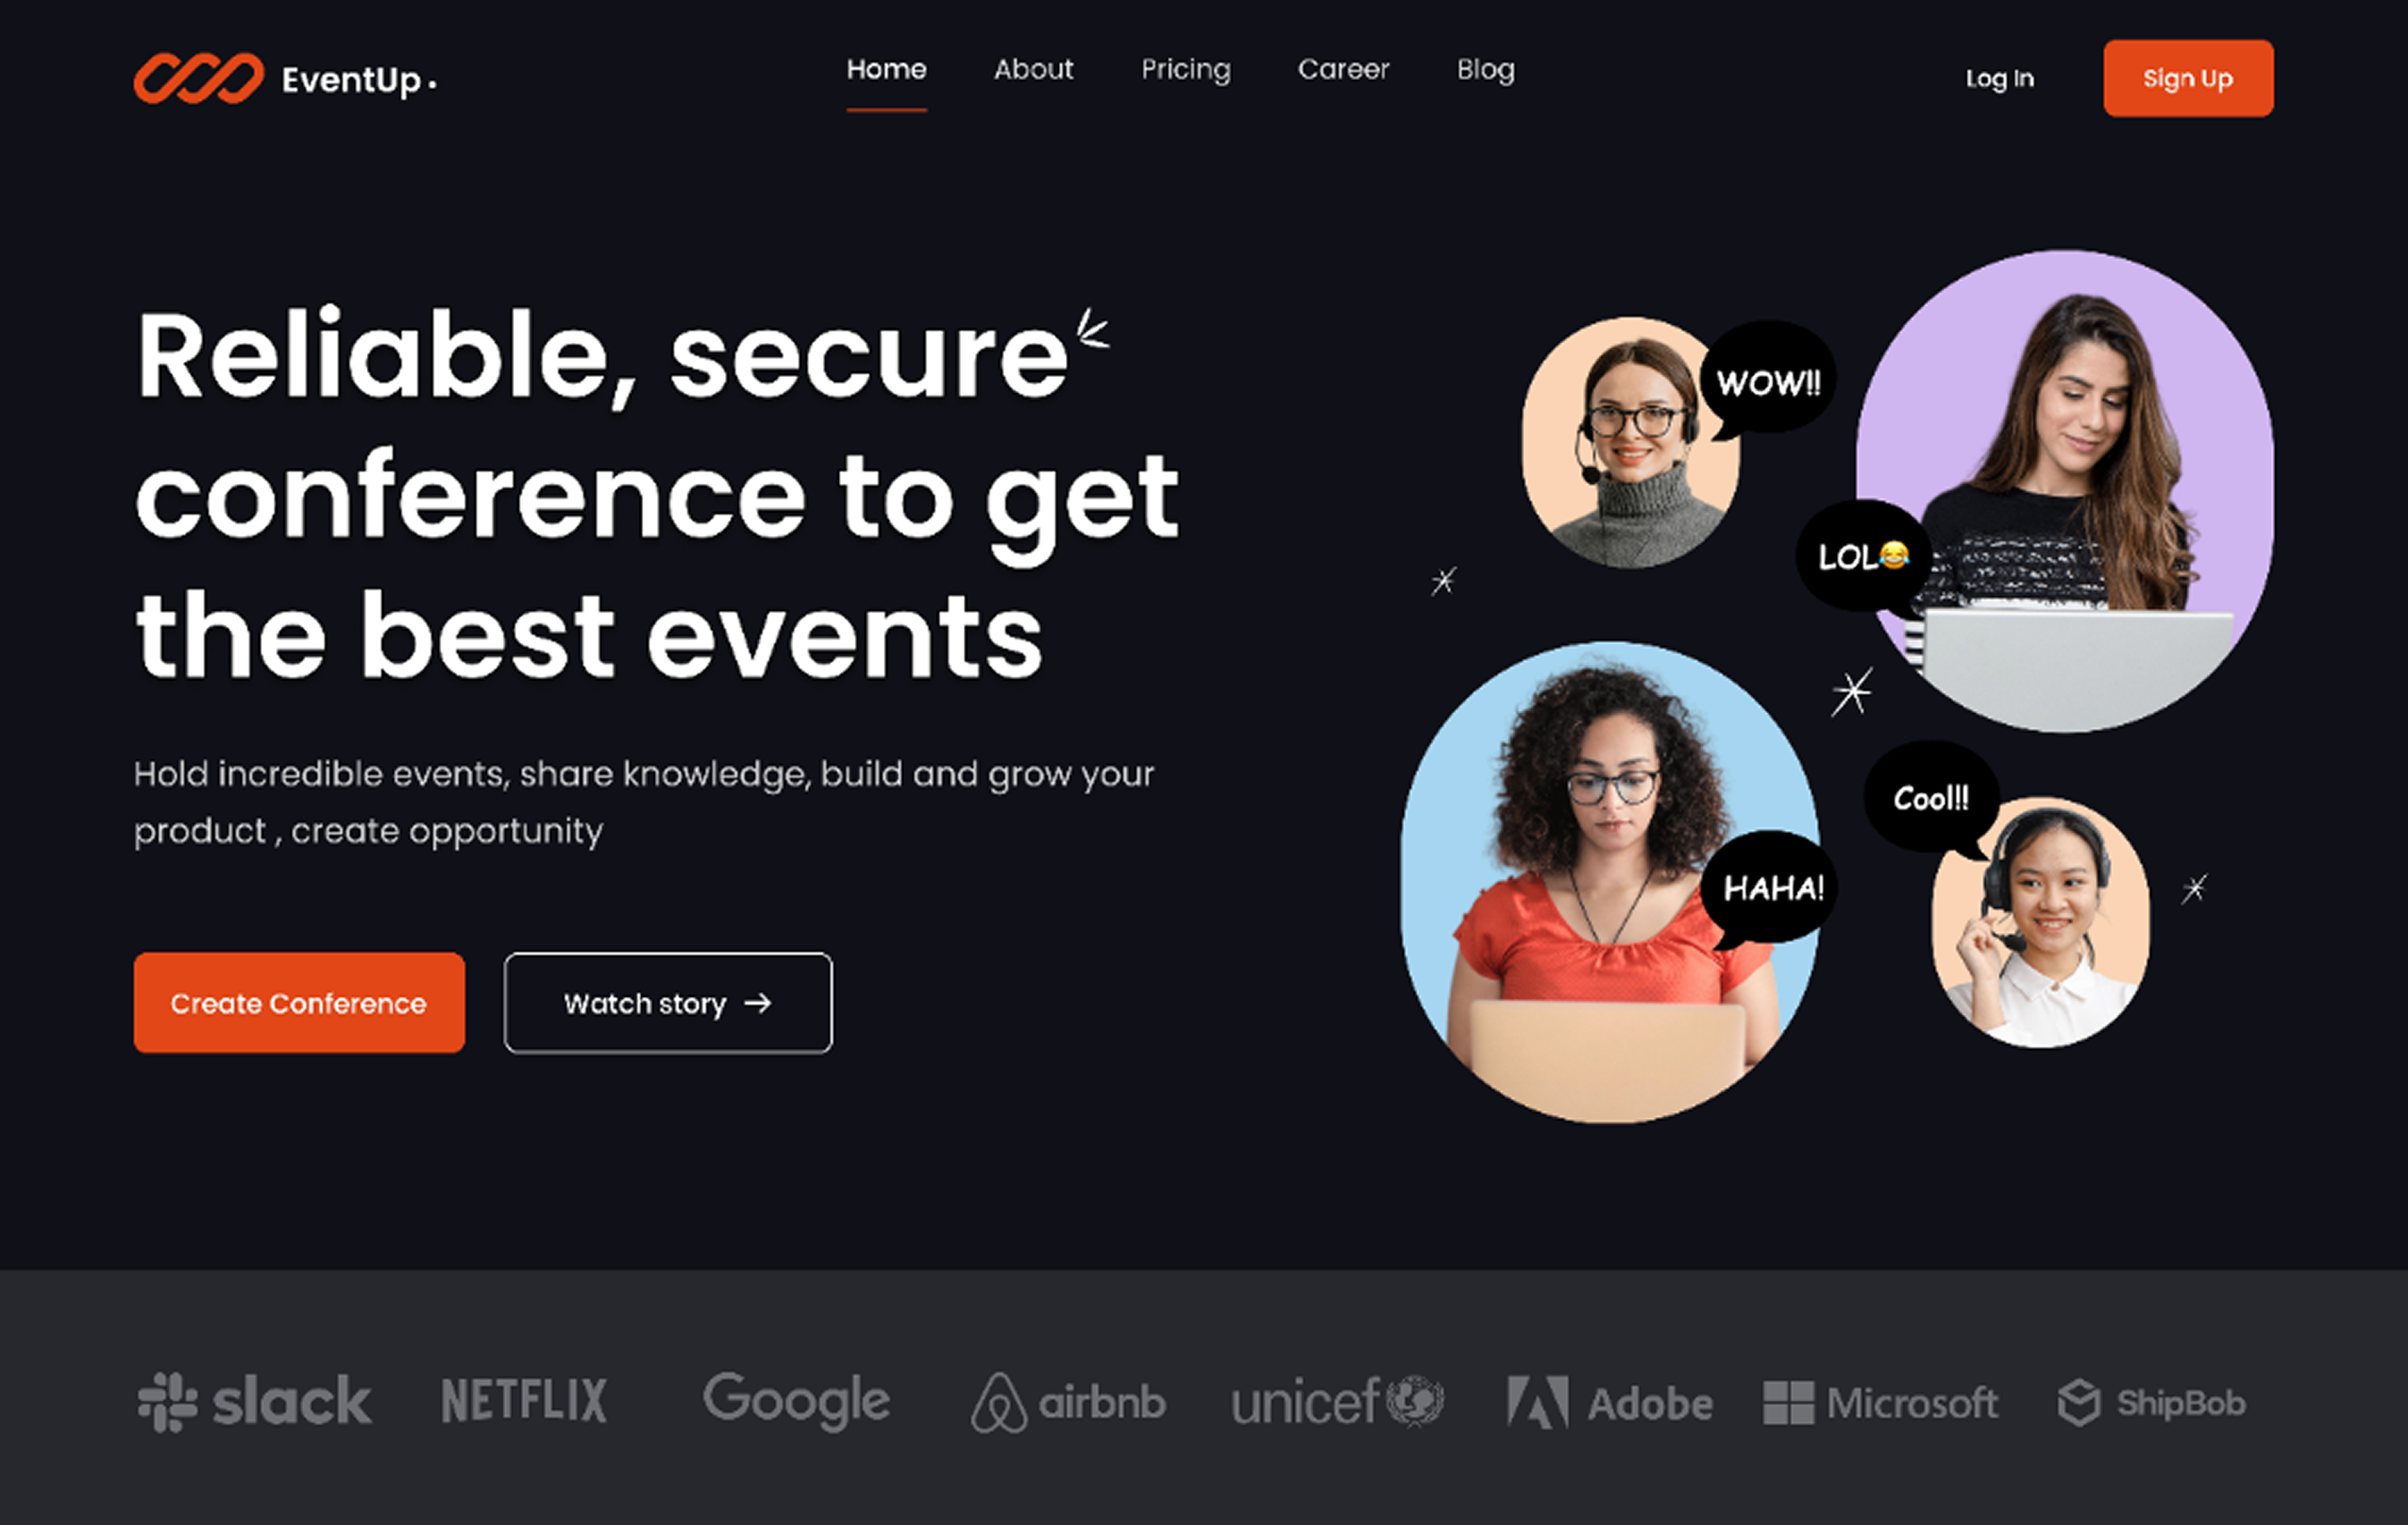 EventUp.
Home About Pricing Career Blog
Log In Sign Up
Reliable, secure
conference to get
the best events
Hold incredible events, share knowledge, build and grow your
product , create opportunity
Create Conference
Watch story →
WOW!!
LOL😂
HAHA!
Cool!!!
slack NETFLIX Google airbnb unicef Adobe Microsoft ShipBob